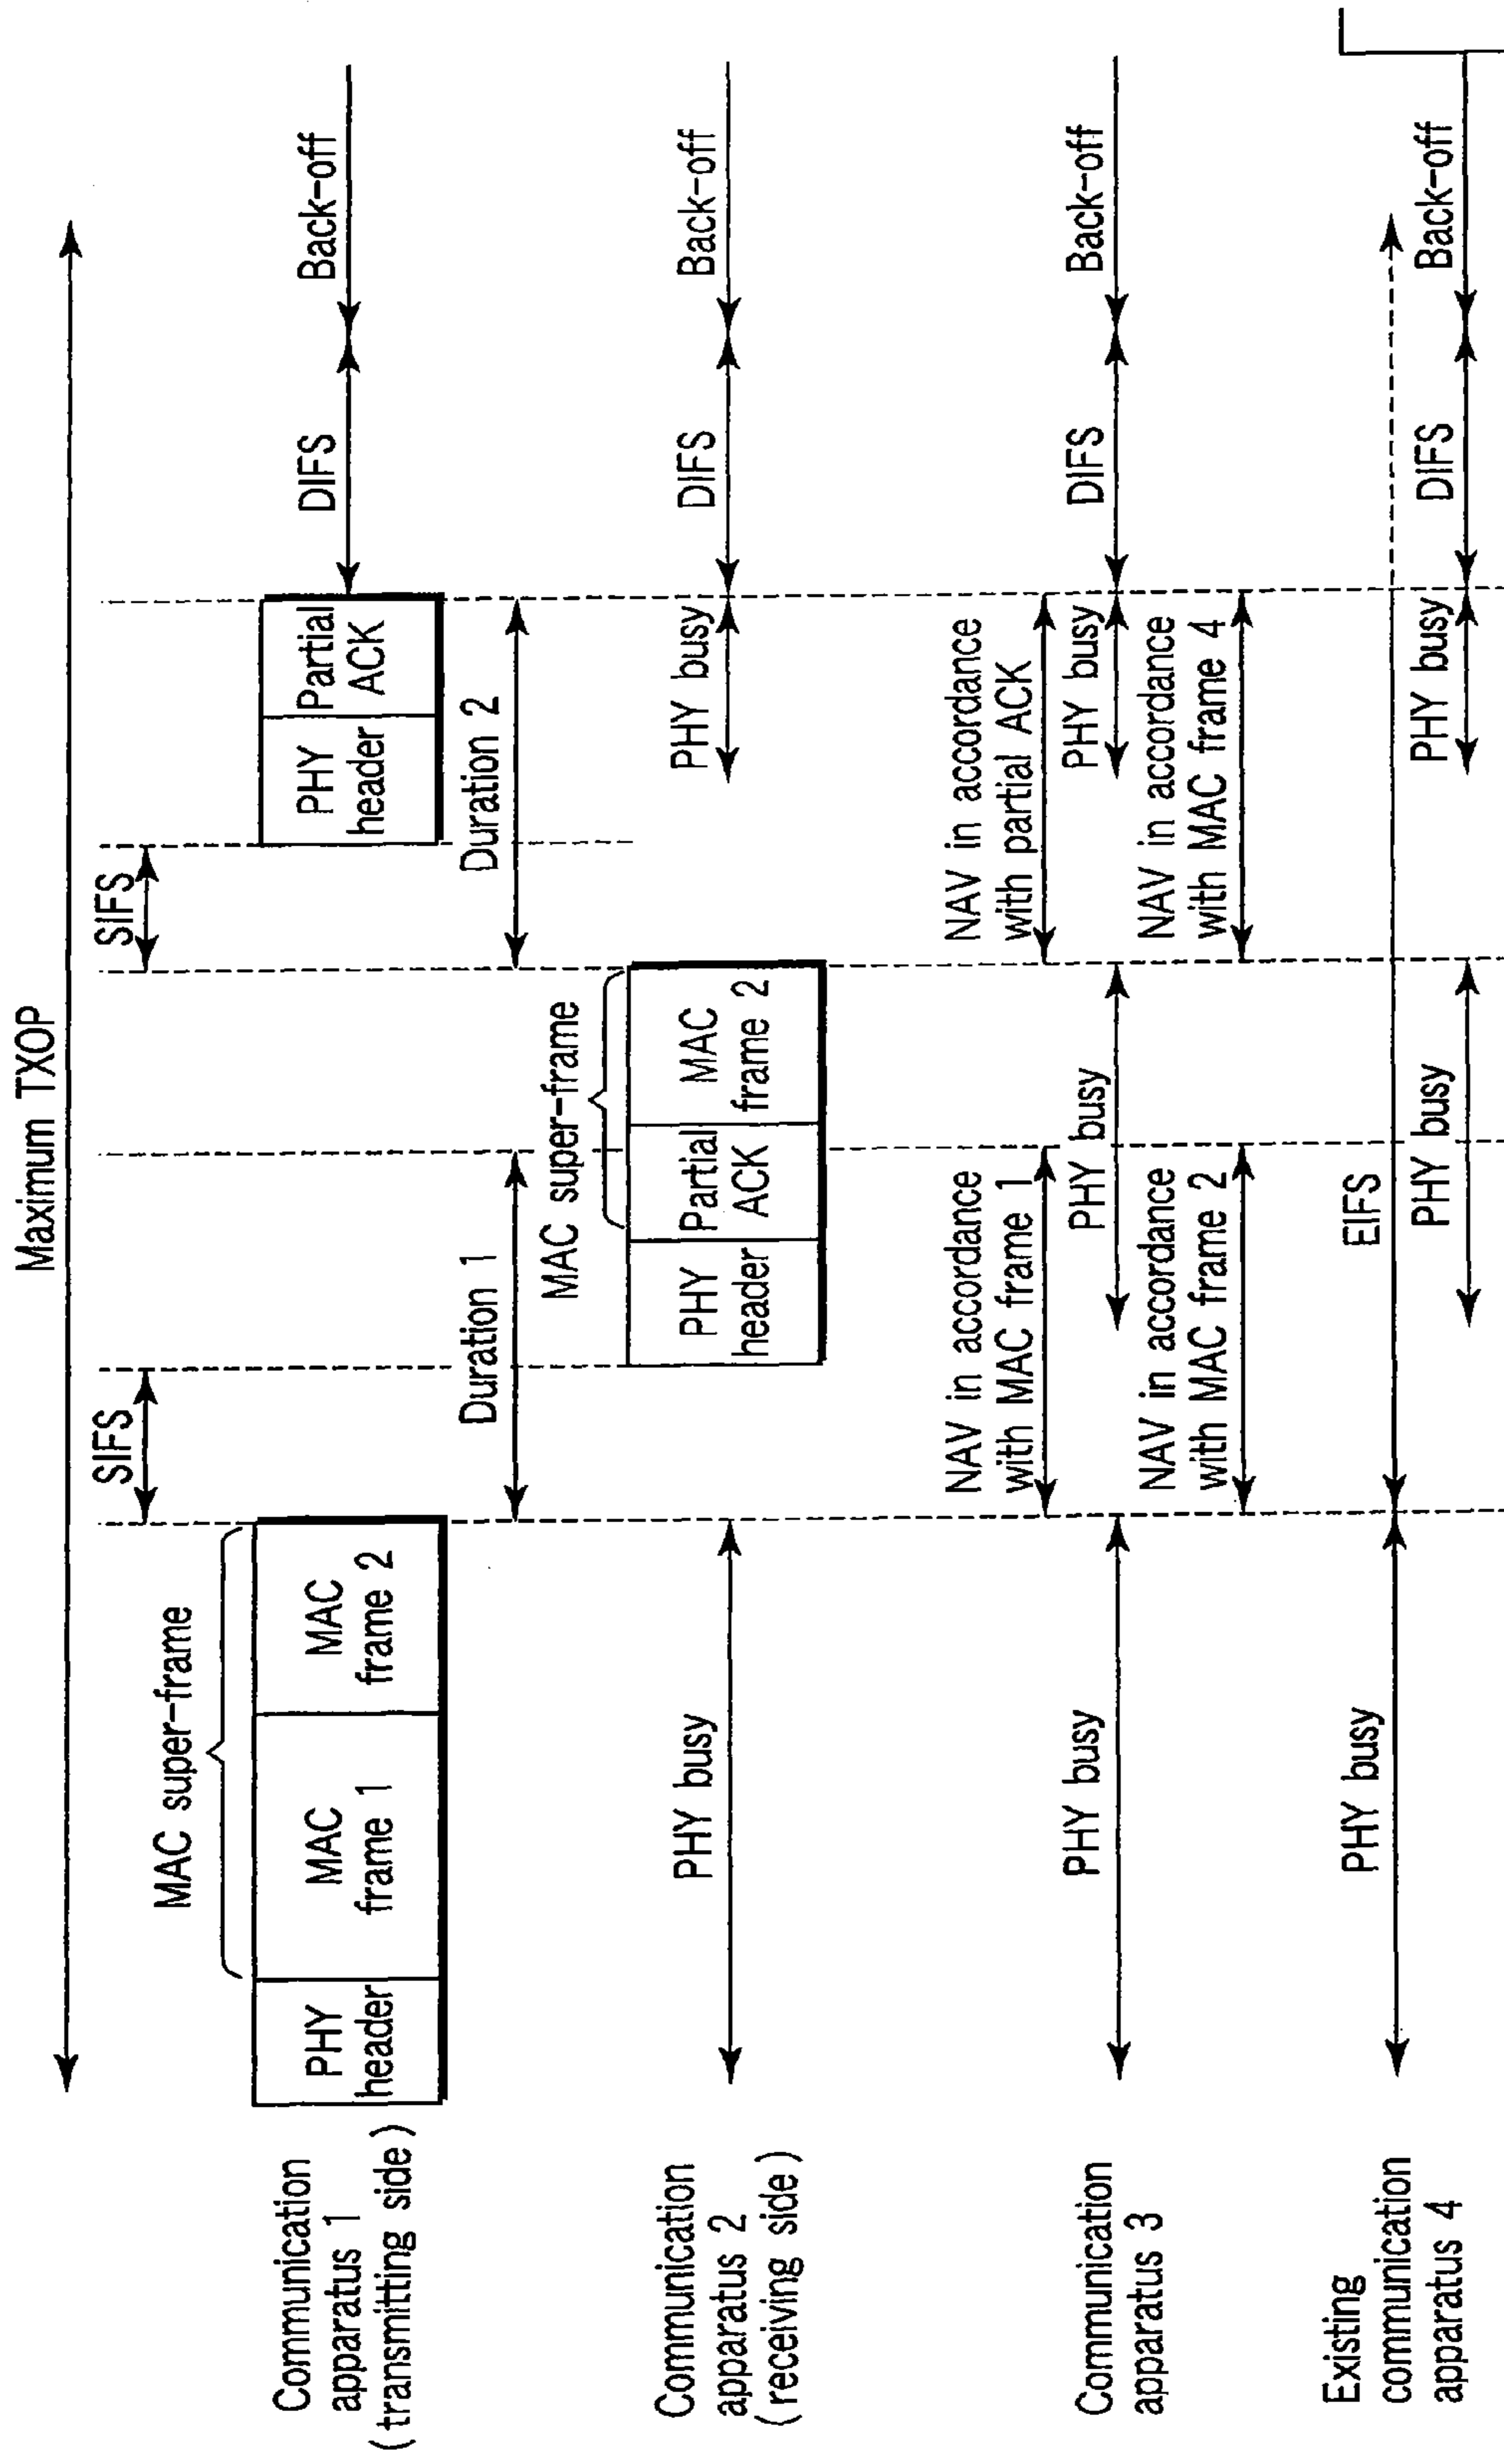 Maximum TXOP
SIFS
SIFS
MAC super-frame
Communication
apparatus 1
(transmitting side)
PHY
header
MAC
frame 1
MAC
frame 2
PHY
header
Partial
ACK
DIFS
Back-off
Duration 1
Duration 2
MAC super-frame
Communication
apparatus 2
(receiving side)
PHY busy
PHY
header
Partial
ACK
MAC
frame 2
PHY busy
DIFS
Back-off
NAV in accordance
with MAC frame 1
NAV in accordance
with partial ACK
Communication
apparatus 3
PHY busy
PHY busy
PHY busy
DIFS
Back-off
NAV in accordance
with MAC frame 2
NAV in accordance
with MAC frame 4
Existing
communication
apparatus 4
PHY busy
EIFS
PHY busy
PHY busy
DIFS
Back-off